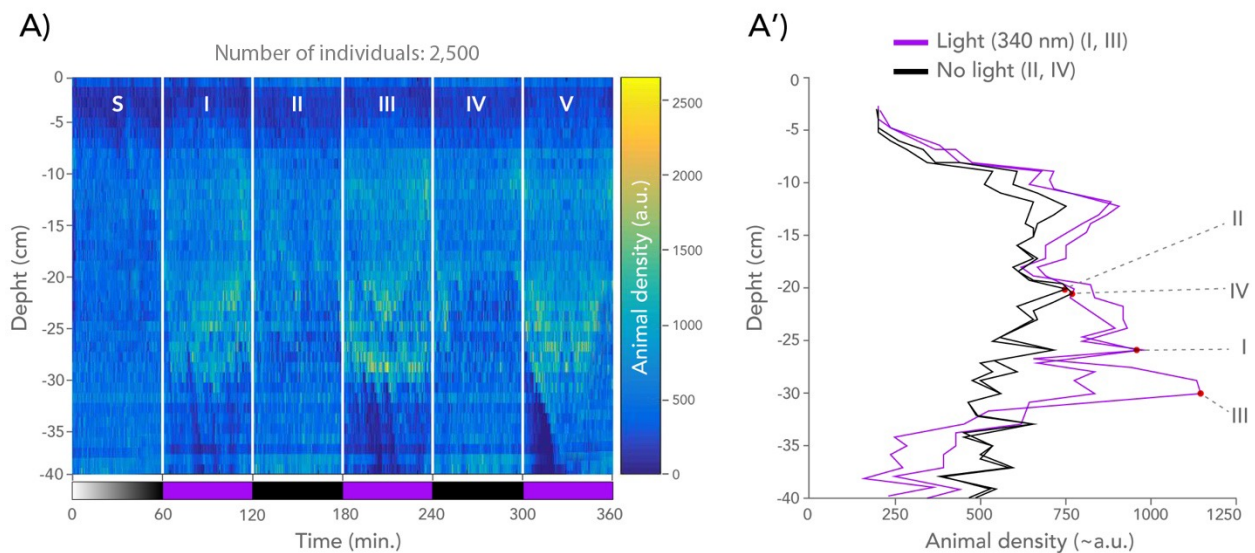 A)
Number of individuals: 2,500
S I II III IV V
0
-5
-10
-15
-20
-25
-30
-35
-40
Depht (cm)
0 60 120 180 240 300 360
Time (min.)
2500
2000
1500
1000
500
0
Animal density (a.u.)
A')
Light (340 nm) (I, III)
No light (II, IV)
0
-5
-10
-15
-20
-25
-30
-35
-40
Depth (cm)
II
IV
I
III
0 250 500 750 1000 1250
Animal density (~a.u.)